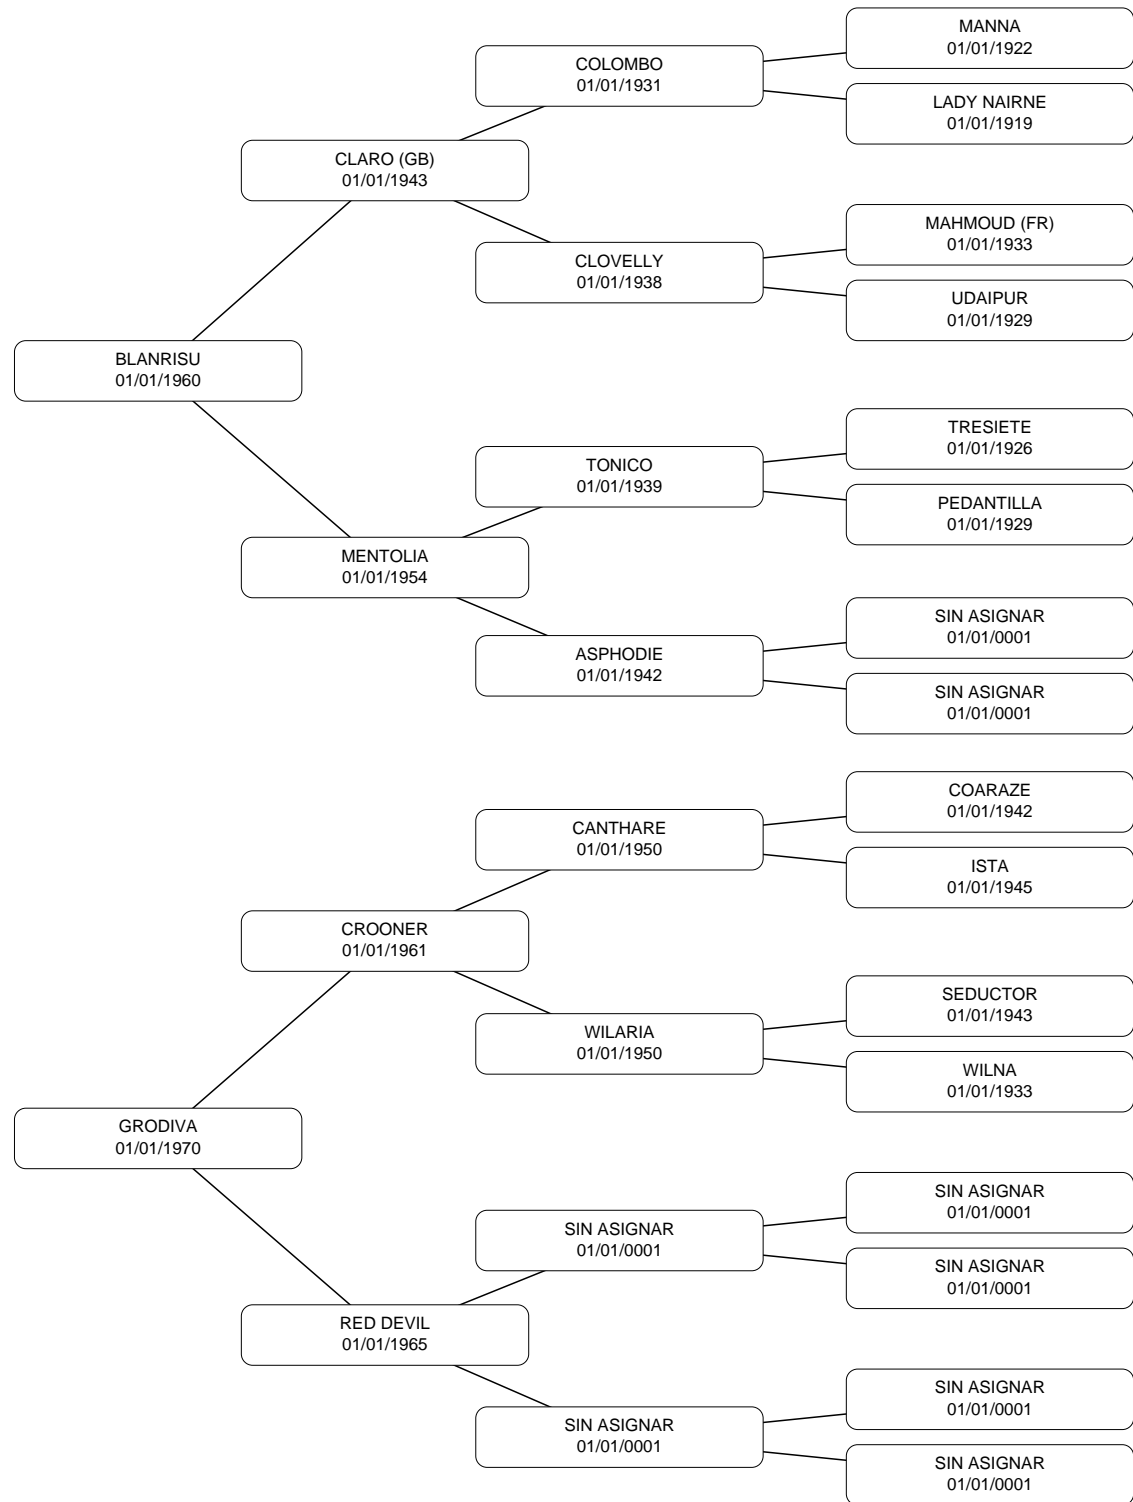 MANNA
01/01/1922
COLOMBO
01/01/1931
LADY NAIRNE
01/01/1919
CLARO (GB)
01/01/1943
MAHMOUD (FR)
01/01/1933
CLOVELLY
01/01/1938
UDAIPUR
01/01/1929
BLANRISU
01/01/1960
TRESIETE
01/01/1926
TONICO
01/01/1939
PEDANTILLA
01/01/1929
MENTOLIA
01/01/1954
SIN ASIGNAR
01/01/0001
ASPHODIE
01/01/1942
SIN ASIGNAR
01/01/0001
COARAZE
01/01/1942
CANTHARE
01/01/1950
ISTA
01/01/1945
CROONER
01/01/1961
SEDUCTOR
01/01/1943
WILARIA
01/01/1950
WILNA
01/01/1933
GRODIVA
01/01/1970
SIN ASIGNAR
01/01/0001
SIN ASIGNAR
01/01/0001
SIN ASIGNAR
01/01/0001
RED DEVIL
01/01/1965
SIN ASIGNAR
01/01/0001
SIN ASIGNAR
01/01/0001
SIN ASIGNAR
01/01/0001